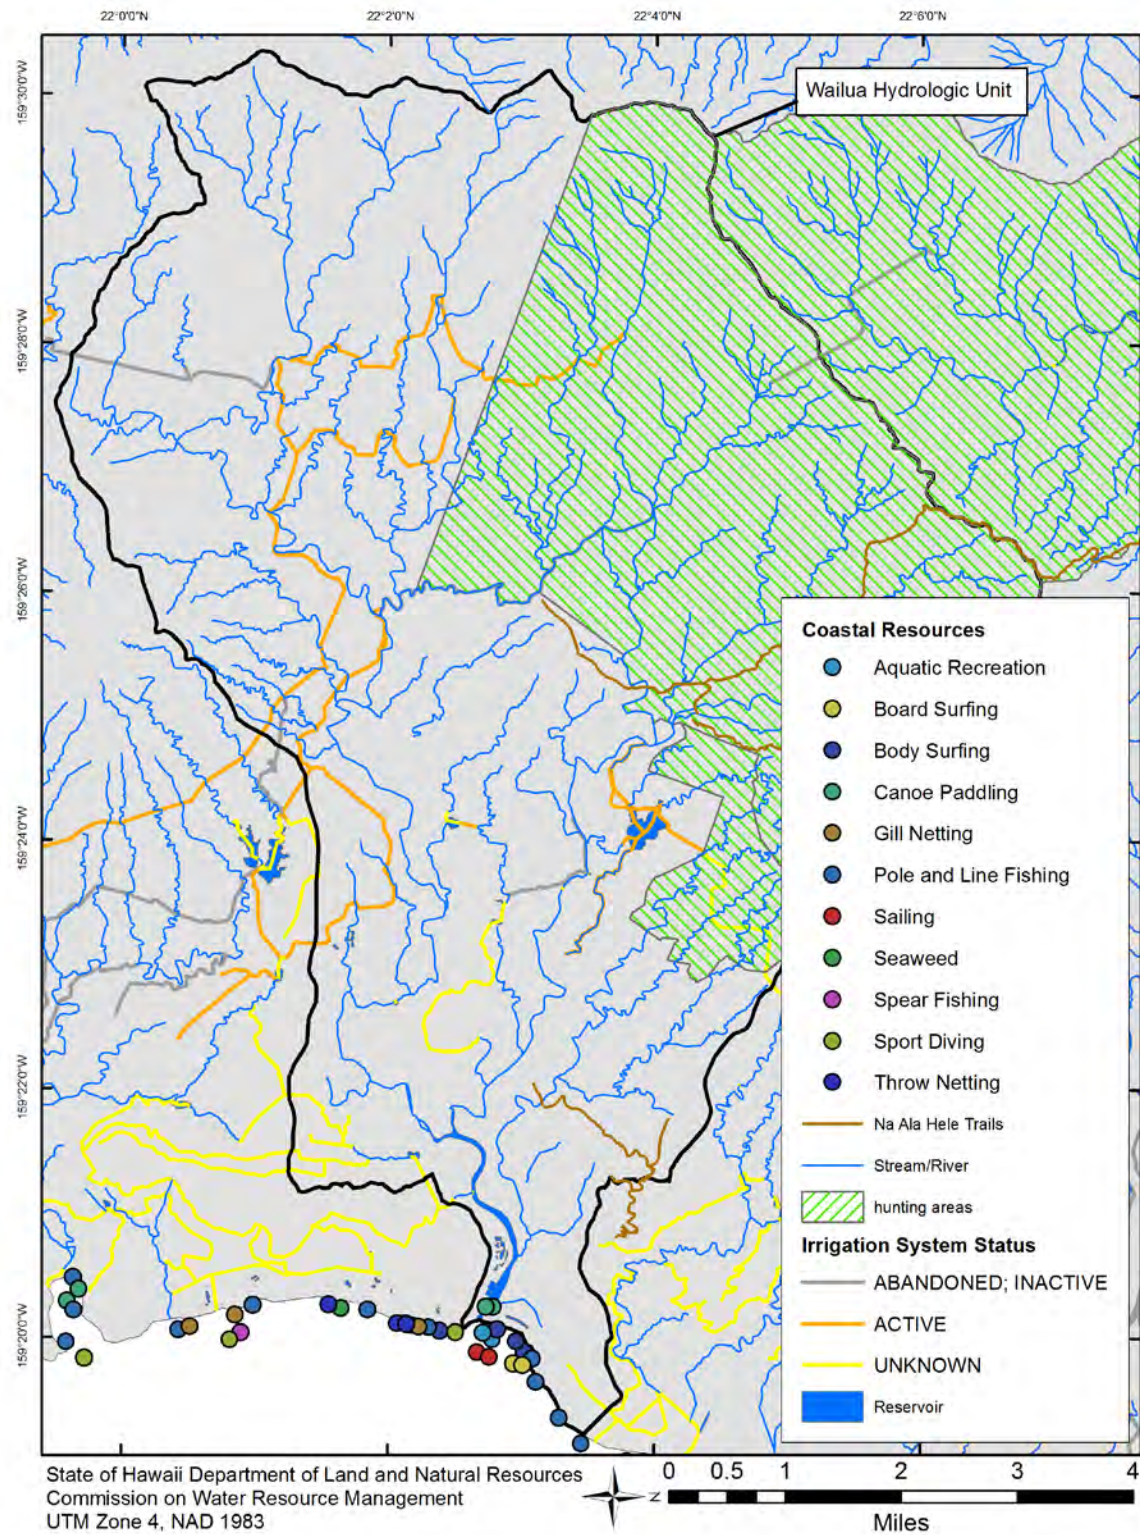 22°0'0"N
22°2'0"N
22°4'0"N
22°6'0"N
159°30'0"W
Wailua Hydrologic Unit
159°28'0"W
159°26'0"W
159°24'0"W
159°22'0"W
159°20'0"W
Coastal Resources
Aquatic Recreation
Board Surfing
Body Surfing
Canoe Paddling
Gill Netting
Pole and Line Fishing
Sailing
Seaweed
Spear Fishing
Sport Diving
Throw Netting
Na Ala Hele Trails
Stream/River
hunting areas
Irrigation System Status
ABANDONED; INACTIVE
ACTIVE
UNKNOWN
Reservoir
State of Hawaii Department of Land and Natural Resources
Commission on Water Resource Management
UTM Zone 4, NAD 1983
N
0 0.5 1 2 3 4
Miles